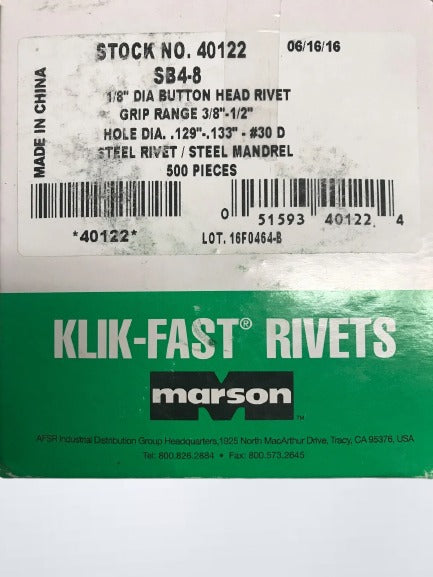 STOCK NO. 40122 06/16/16
SB4-8
1/8" DIA BUTTON HEAD RIVET
GRIP RANGE 3/8"-1/2"
HOLE DIA. .129"-.133" - #30 D
STEEL RIVET / STEEL MANDREL
500 PIECES
MADE IN CHINA
*40122*
0 51593 40122 4
LOT. 16F0464-B
KLIK-FAST® RIVETS
marson™
AFSR Industrial Distribution Group Headquarters,1925 North MacArthur Drive, Tracy, CA 95376, USA
Tel: 800.826.2884 • Fax: 800.573.2645